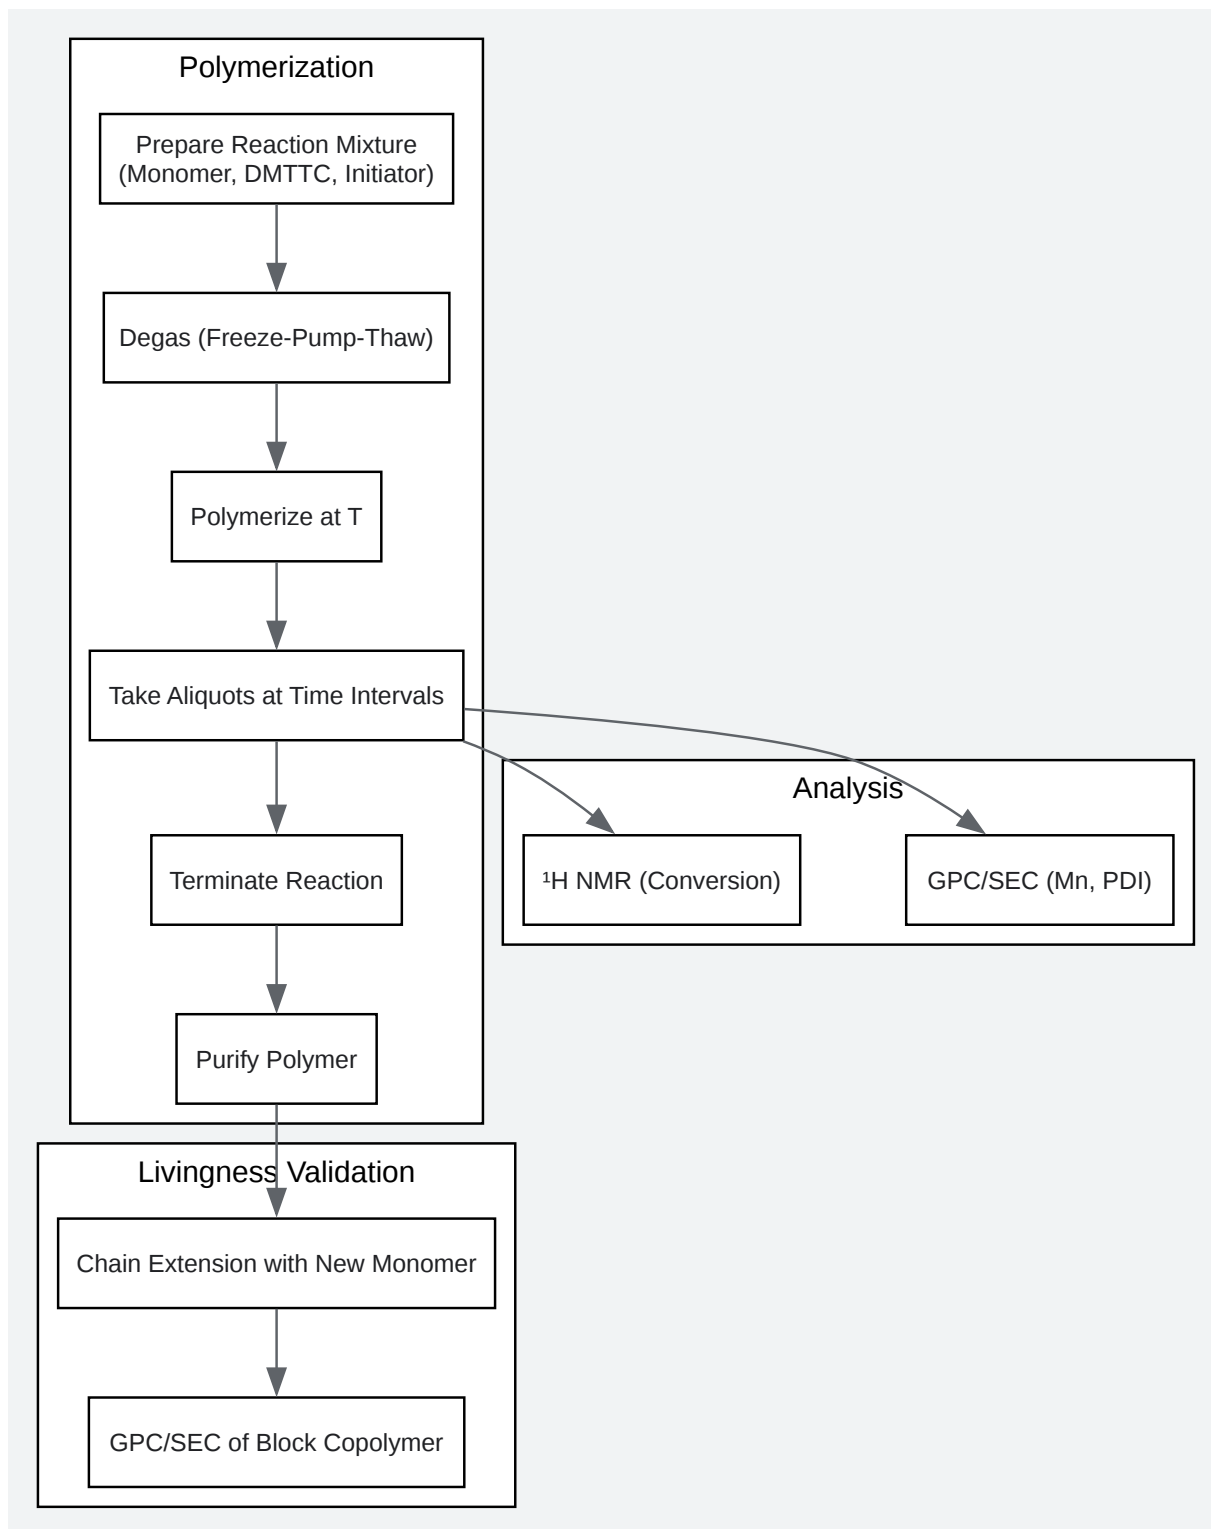 Polymerization
Prepare Reaction Mixture
(Monomer, DMTTC, Initiator)
Degas (Freeze-Pump-Thaw)
Polymerize at T
Take Aliquots at Time Intervals
Analysis
Terminate Reaction
¹H NMR (Conversion)
GPC/SEC (Mn, PDI)
Purify Polymer
Livingness Validation
Chain Extension with New Monomer
GPC/SEC of Block Copolymer